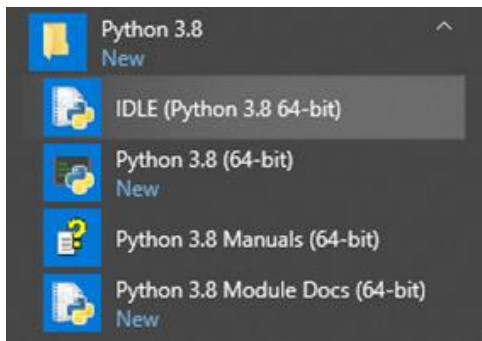 Python 3.8
New
IDLE (Python 3.8 64-bit)
Python 3.8 (64-bit)
New
Python 3.8 Manuals (64-bit)
Python 3.8 Module Docs (64-bit)
New